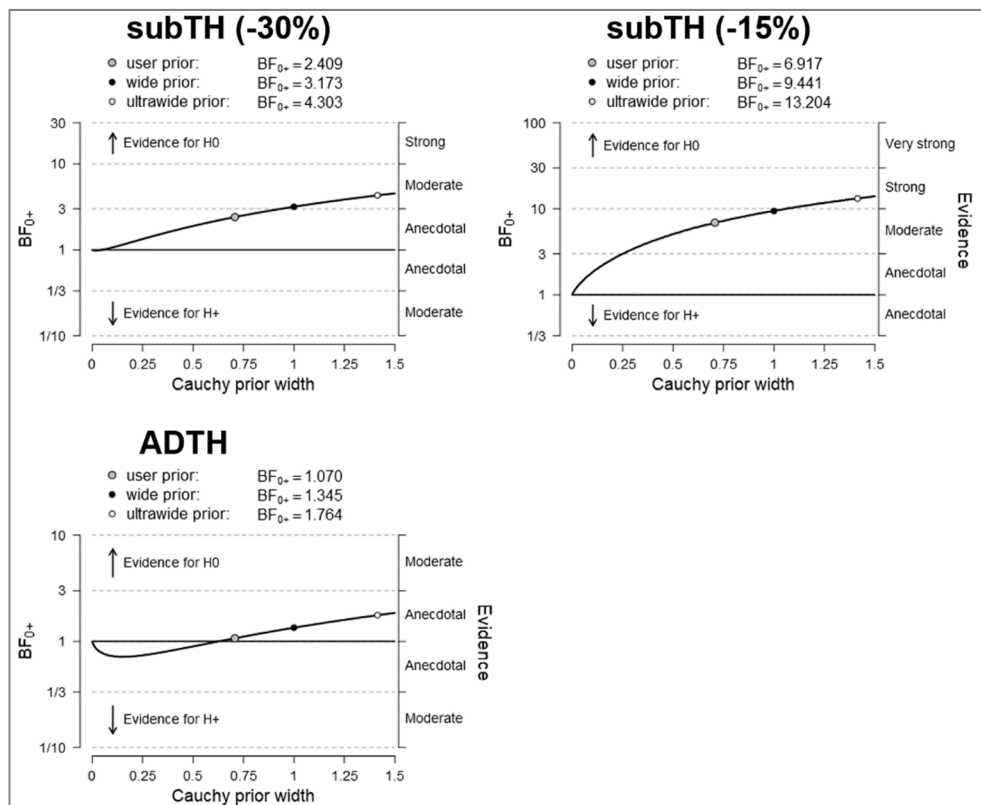 subTH (-30%)
user prior: BF₀₊ = 2.409
wide prior: BF₀₊ = 3.173
ultrawide prior: BF₀₊ = 4.303
30
10
3
1
1/3
1/10
BF₀₊
Evidence for H0
Evidence for H+
Strong
Moderate
Anecdotal
Anecdotal
Moderate
0 0.25 0.5 0.75 1 1.25 1.5
Cauchy prior width
subTH (-15%)
user prior: BF₀₊ = 6.917
wide prior: BF₀₊ = 9.441
ultrawide prior: BF₀₊ = 13.204
100
30
10
3
1
1/3
BF₀₊
Evidence for H0
Evidence for H+
Very strong
Strong
Moderate
Anecdotal
Anecdotal
Evidence
0 0.25 0.5 0.75 1 1.25 1.5
Cauchy prior width
ADTH
user prior: BF₀₊ = 1.070
wide prior: BF₀₊ = 1.345
ultrawide prior: BF₀₊ = 1.764
10
3
1
1/3
1/10
BF₀₊
Evidence for H0
Evidence for H+
Moderate
Anecdotal
Anecdotal
Moderate
Evidence
0 0.25 0.5 0.75 1 1.25 1.5
Cauchy prior width